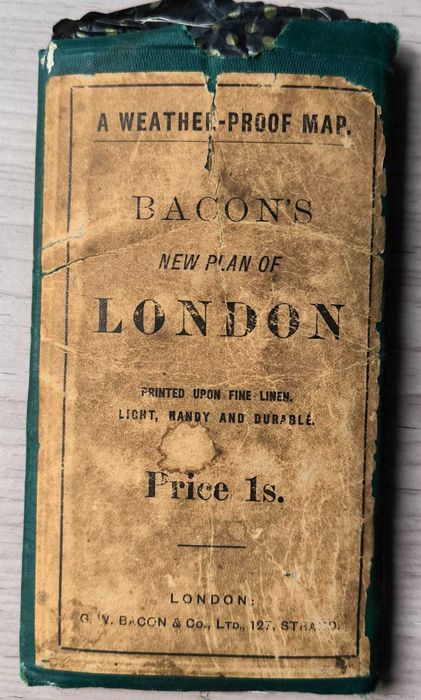 A WEATHER-PROOF MAP.
BACON'S
NEW PLAN OF
LONDON
PRINTED UPON FINE LINEN.
LIGHT, HANDY AND DURABLE.
Price 1s.
LONDON:
G. W. BACON & CO., LTD., 127, STRAND.